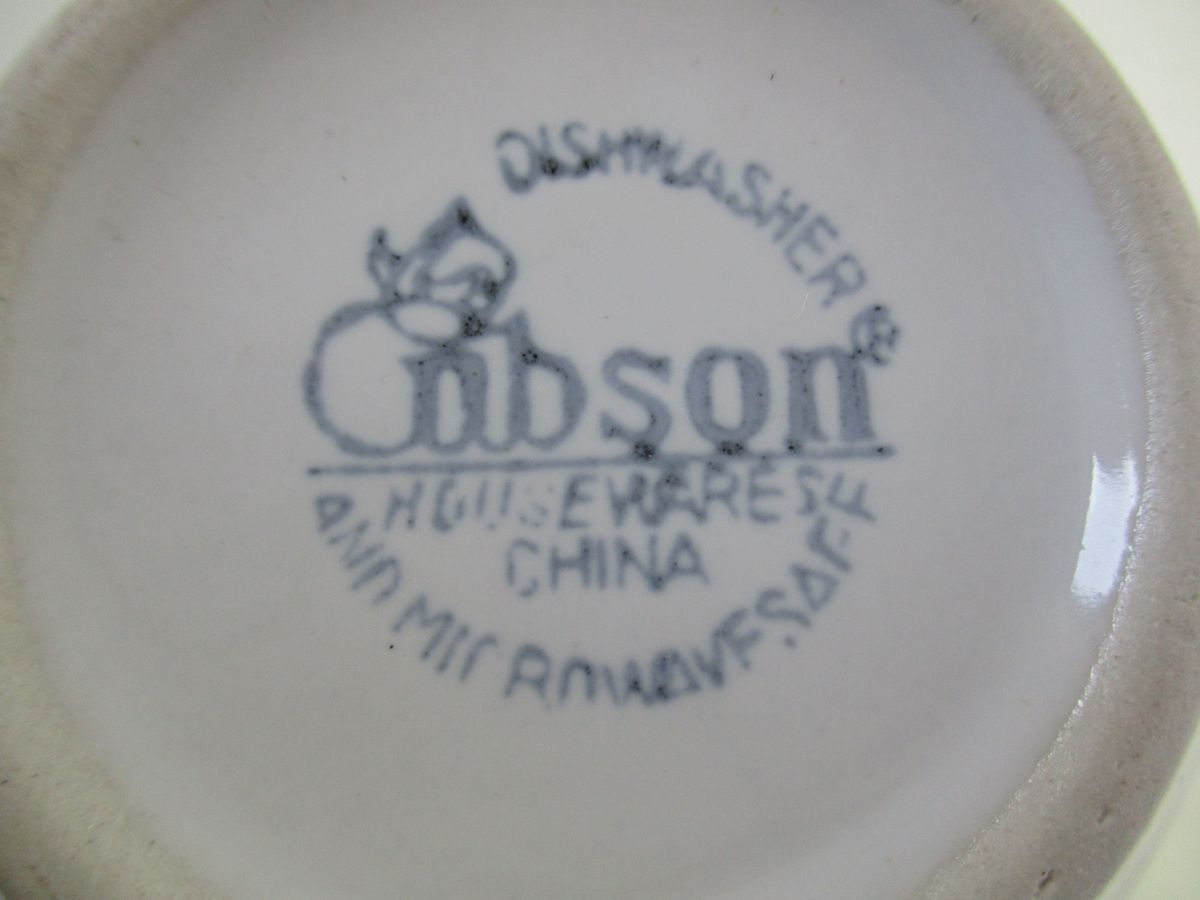 DISHWASHER
Gibson®
HOUSEWARES
CHINA
AND MICROWAVE SAFE